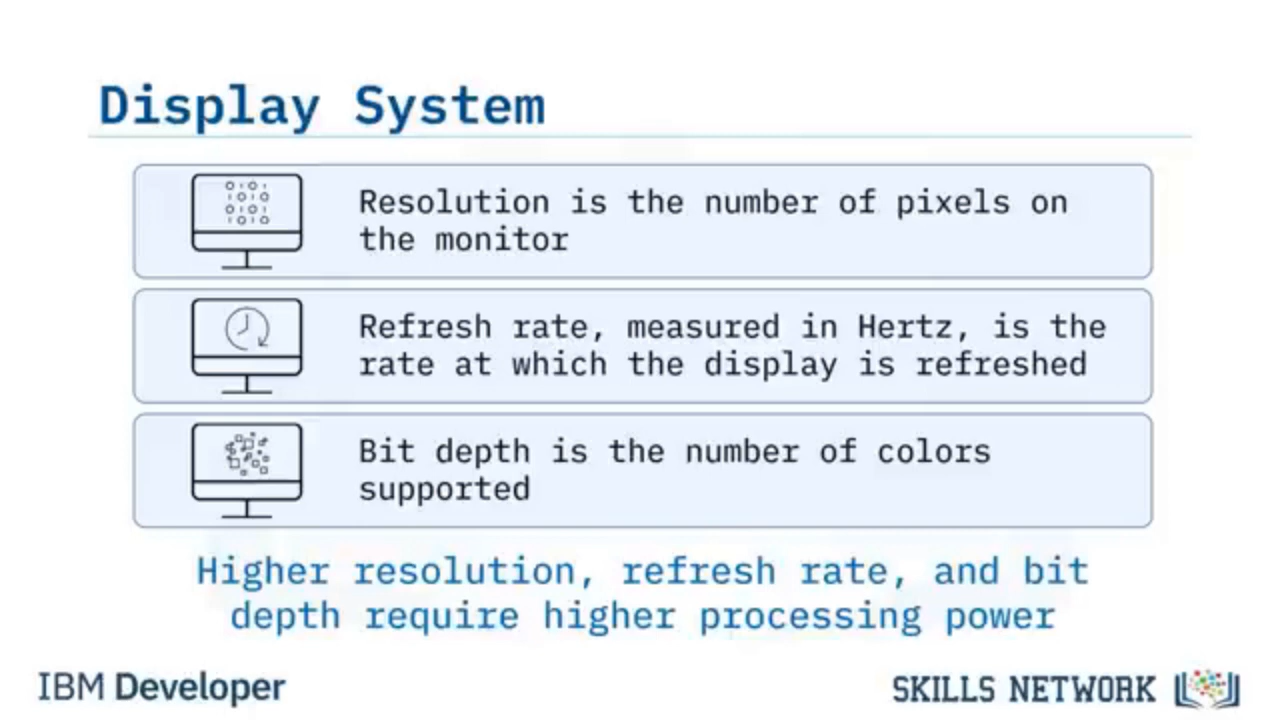 Display System
Resolution is the number of pixels on
the monitor
Refresh rate, measured in Hertz, is the
rate at which the display is refreshed
Bit depth is the number of colors
supported
Higher resolution, refresh rate, and bit
depth require higher processing power
IBM Developer
SKILLS NETWORK